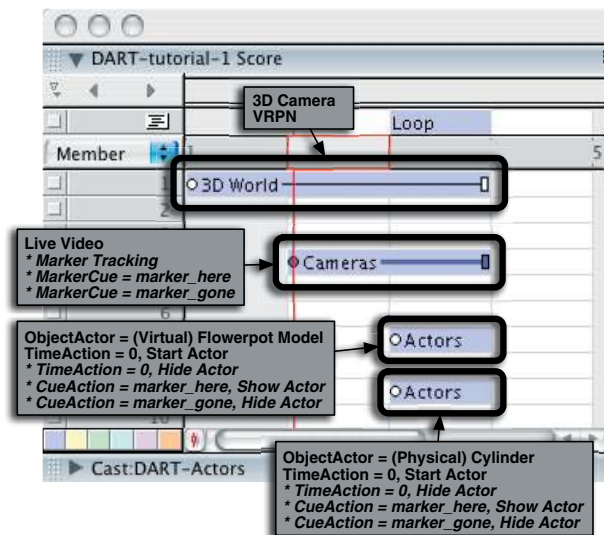 DART-tutorial-1 Score
3D Camera
VRPN
Loop
Member
1
5
1
3D World
2
Live Video
* Marker Tracking
* MarkerCue = marker_here
* MarkerCue = marker_gone
Cameras
6
ObjectActor = (Virtual) Flowerpot Model
TimeAction = 0, Start Actor
* TimeAction = 0, Hide Actor
* CueAction = marker_here, Show Actor
* CueAction = marker_gone, Hide Actor
Actors
Actors
10
Cast:DART-Actors
ObjectActor = (Physical) Cylinder
TimeAction = 0, Start Actor
* TimeAction = 0, Hide Actor
* CueAction = marker_here, Show Actor
* CueAction = marker_gone, Hide Actor